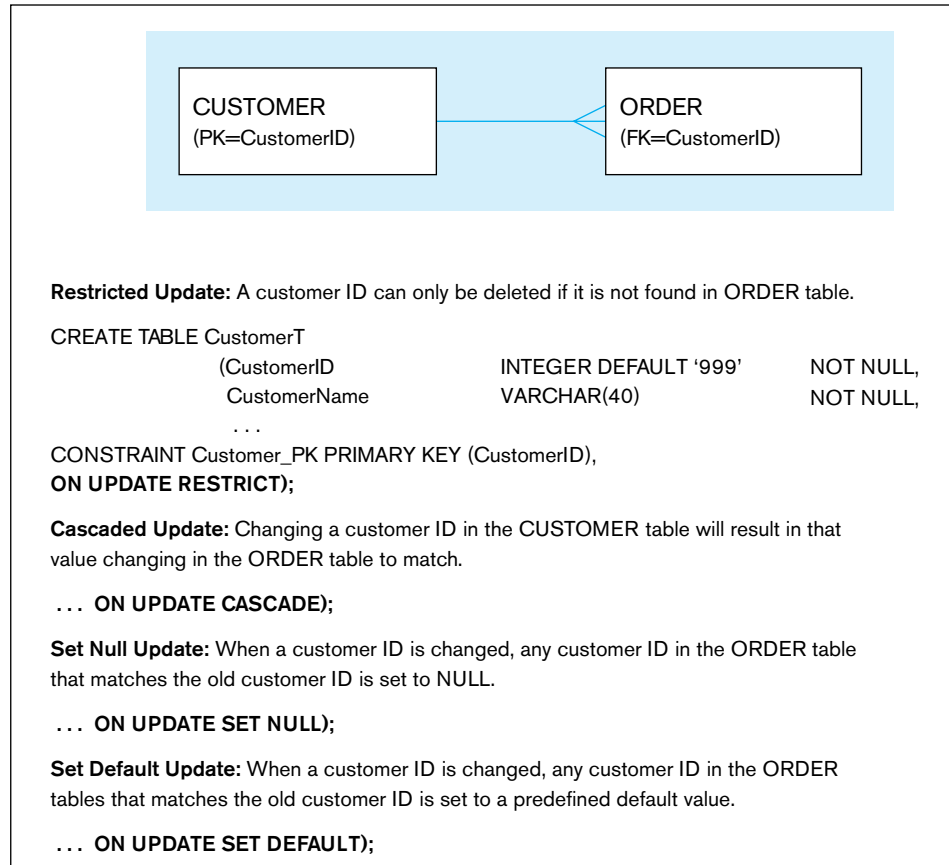 CUSTOMER
(PK=CustomerID)
ORDER
(FK=CustomerID)
Restricted Update: A customer ID can only be deleted if it is not found in ORDER table.
CREATE TABLE CustomerT
(CustomerID INTEGER DEFAULT ‘999’ NOT NULL,
CustomerName VARCHAR(40) NOT NULL,
. . .
CONSTRAINT Customer_PK PRIMARY KEY (CustomerID),
ON UPDATE RESTRICT);
Cascaded Update: Changing a customer ID in the CUSTOMER table will result in that
value changing in the ORDER table to match.
. . . ON UPDATE CASCADE);
Set Null Update: When a customer ID is changed, any customer ID in the ORDER table
that matches the old customer ID is set to NULL.
. . . ON UPDATE SET NULL);
Set Default Update: When a customer ID is changed, any customer ID in the ORDER
tables that matches the old customer ID is set to a predefined default value.
. . . ON UPDATE SET DEFAULT);